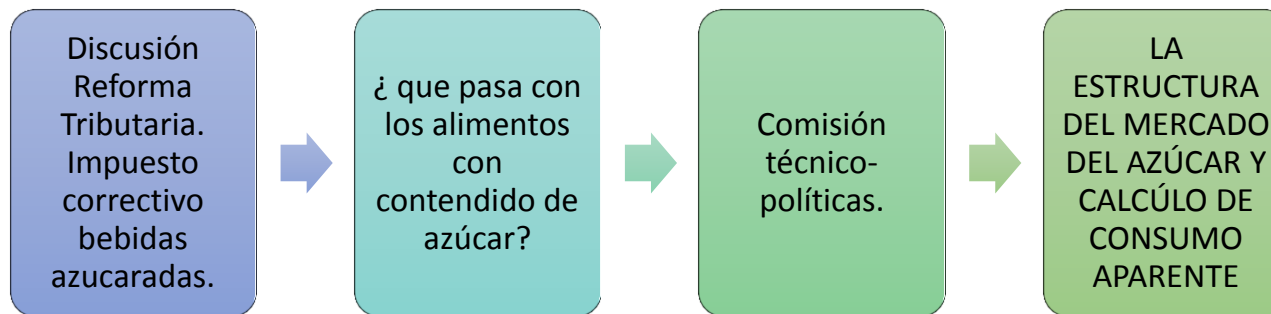 Discusión
Reforma
Tributaria.
Impuesto
correctivo
bebidas
azucaradas.
¿ que pasa con
los alimentos
con
contendido de
azúcar?
Comisión
técnico-
políticas.
LA
ESTRUCTURA
DEL MERCADO
DEL AZÚCAR Y
CALCÚLO DE
CONSUMO
APARENTE